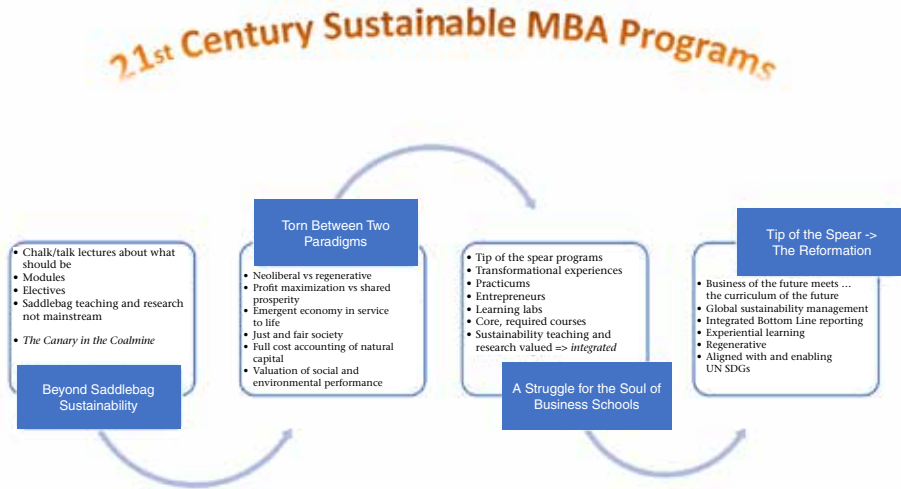 21st Century Sustainable MBA Programs
• Chalk/talk lectures about what
should be
• Modules
• Electives
• Saddlebag teaching and research
not mainstream
• The Canary in the Coalmine
Beyond Saddlebag
Sustainability
Torn Between Two
Paradigms
• Neoliberal vs regenerative
• Profit maximization vs shared
prosperity
• Emergent economy in service
to life
• Just and fair society
• Full cost accounting of natural
capital
• Valuation of social and
environmental performance
• Tip of the spear programs
• Transformational experiences
• Practicums
• Entrepreneurs
• Learning labs
• Core, required courses
• Sustainability teaching and
research valued => integrated
A Struggle for the Soul of
Business Schools
Tip of the Spear ->
The Reformation
• Business of the future meets …
the curriculum of the future
• Global sustainability management
• Integrated Bottom Line reporting
• Experiential learning
• Regenerative
• Aligned with and enabling
UN SDGs